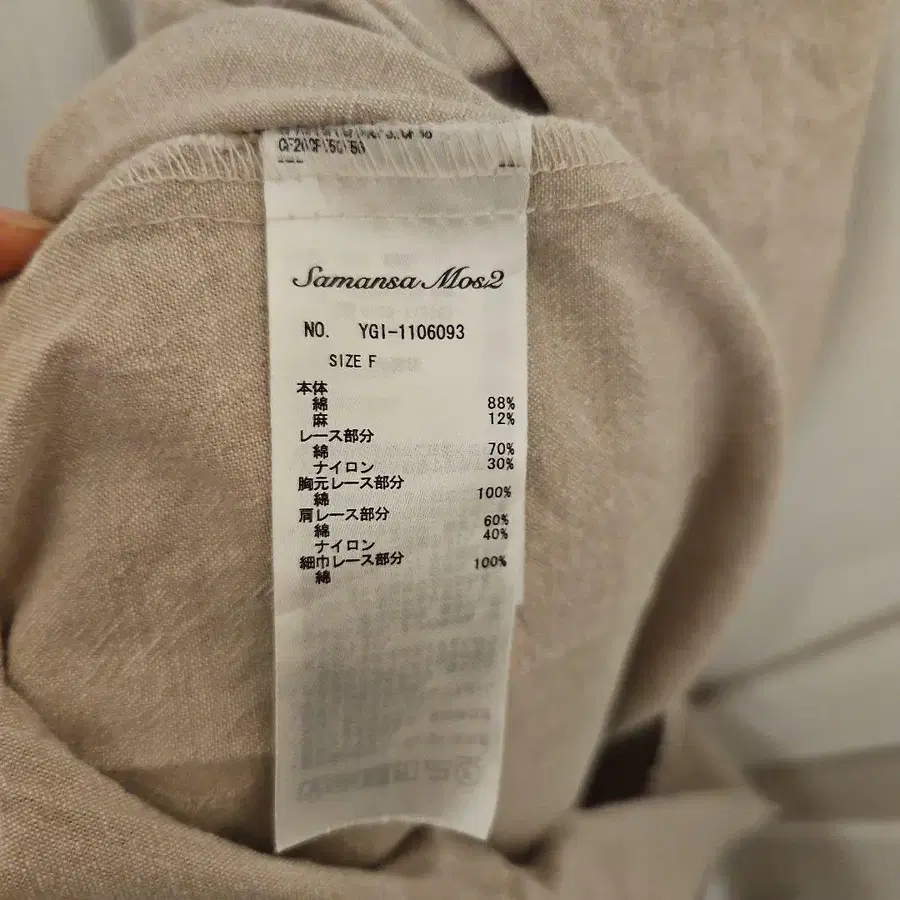 Samansa Mos2
NO. YGI-1106093
SIZE F
本体
綿 88%
麻 12%
レース部分
綿 70%
ナイロン 30%
胸元レース部分
綿 100%
肩レース部分
綿 60%
ナイロン 40%
細巾レース部分
綿 100%